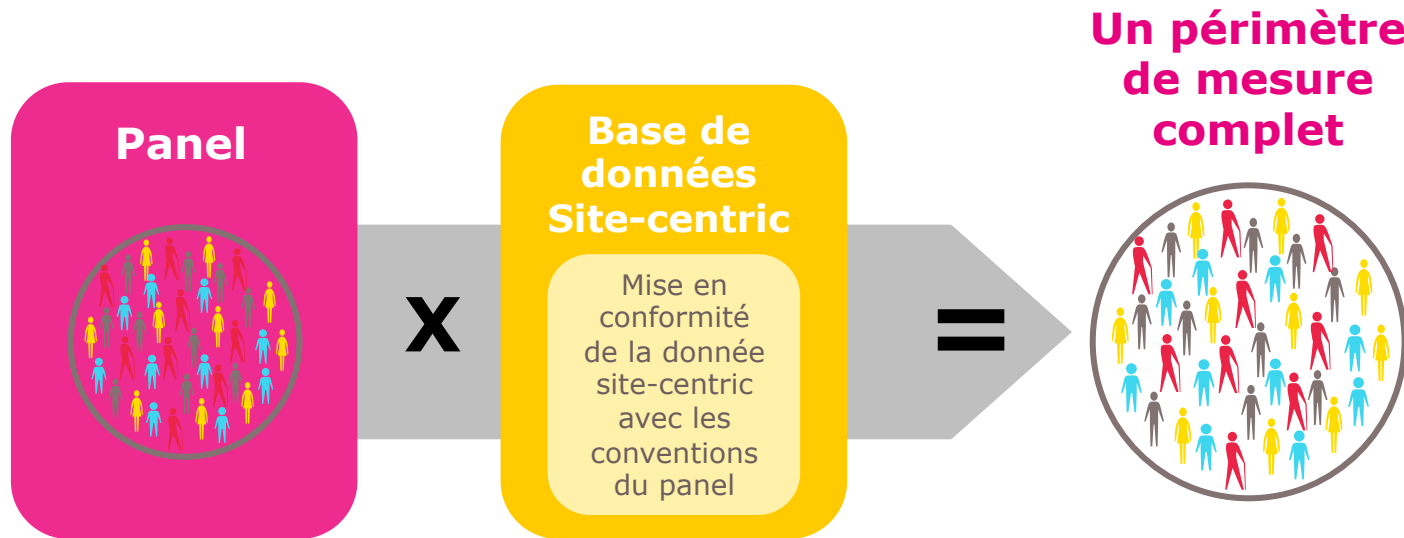 Panel
X
Base de
données
Site-centric
Mise en
conformité
de la donnée
site-centric
avec les
conventions
du panel
=
Un périmètre
de mesure
complet